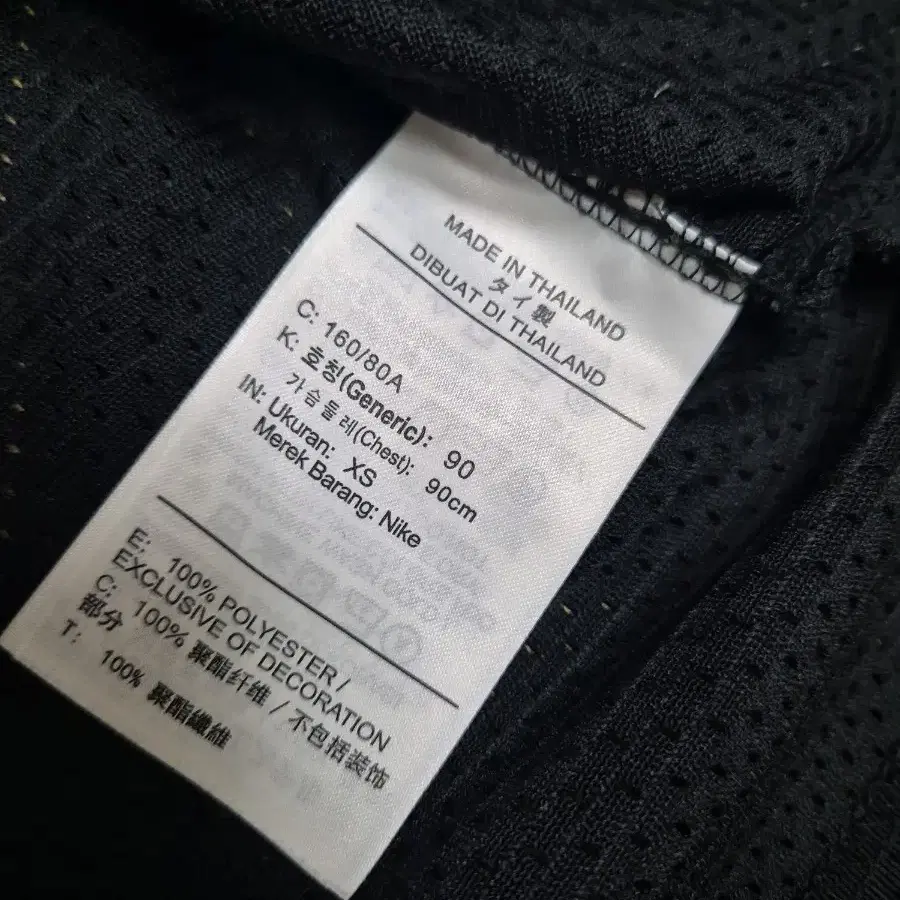 MADE IN THAILAND
タイ製
DIBUAT DI THAILAND
C: 160/80A
K: 호칭(Generic): 90
가슴둘레(Chest): 90cm
IN: Ukuran: XS
Merek Barang: Nike
E: 100% POLYESTER /
EXCLUSIVE OF DECORATION
C: 100% 聚酯纤维 / 不包括装饰
部分
T: 100% 聚酯纖維